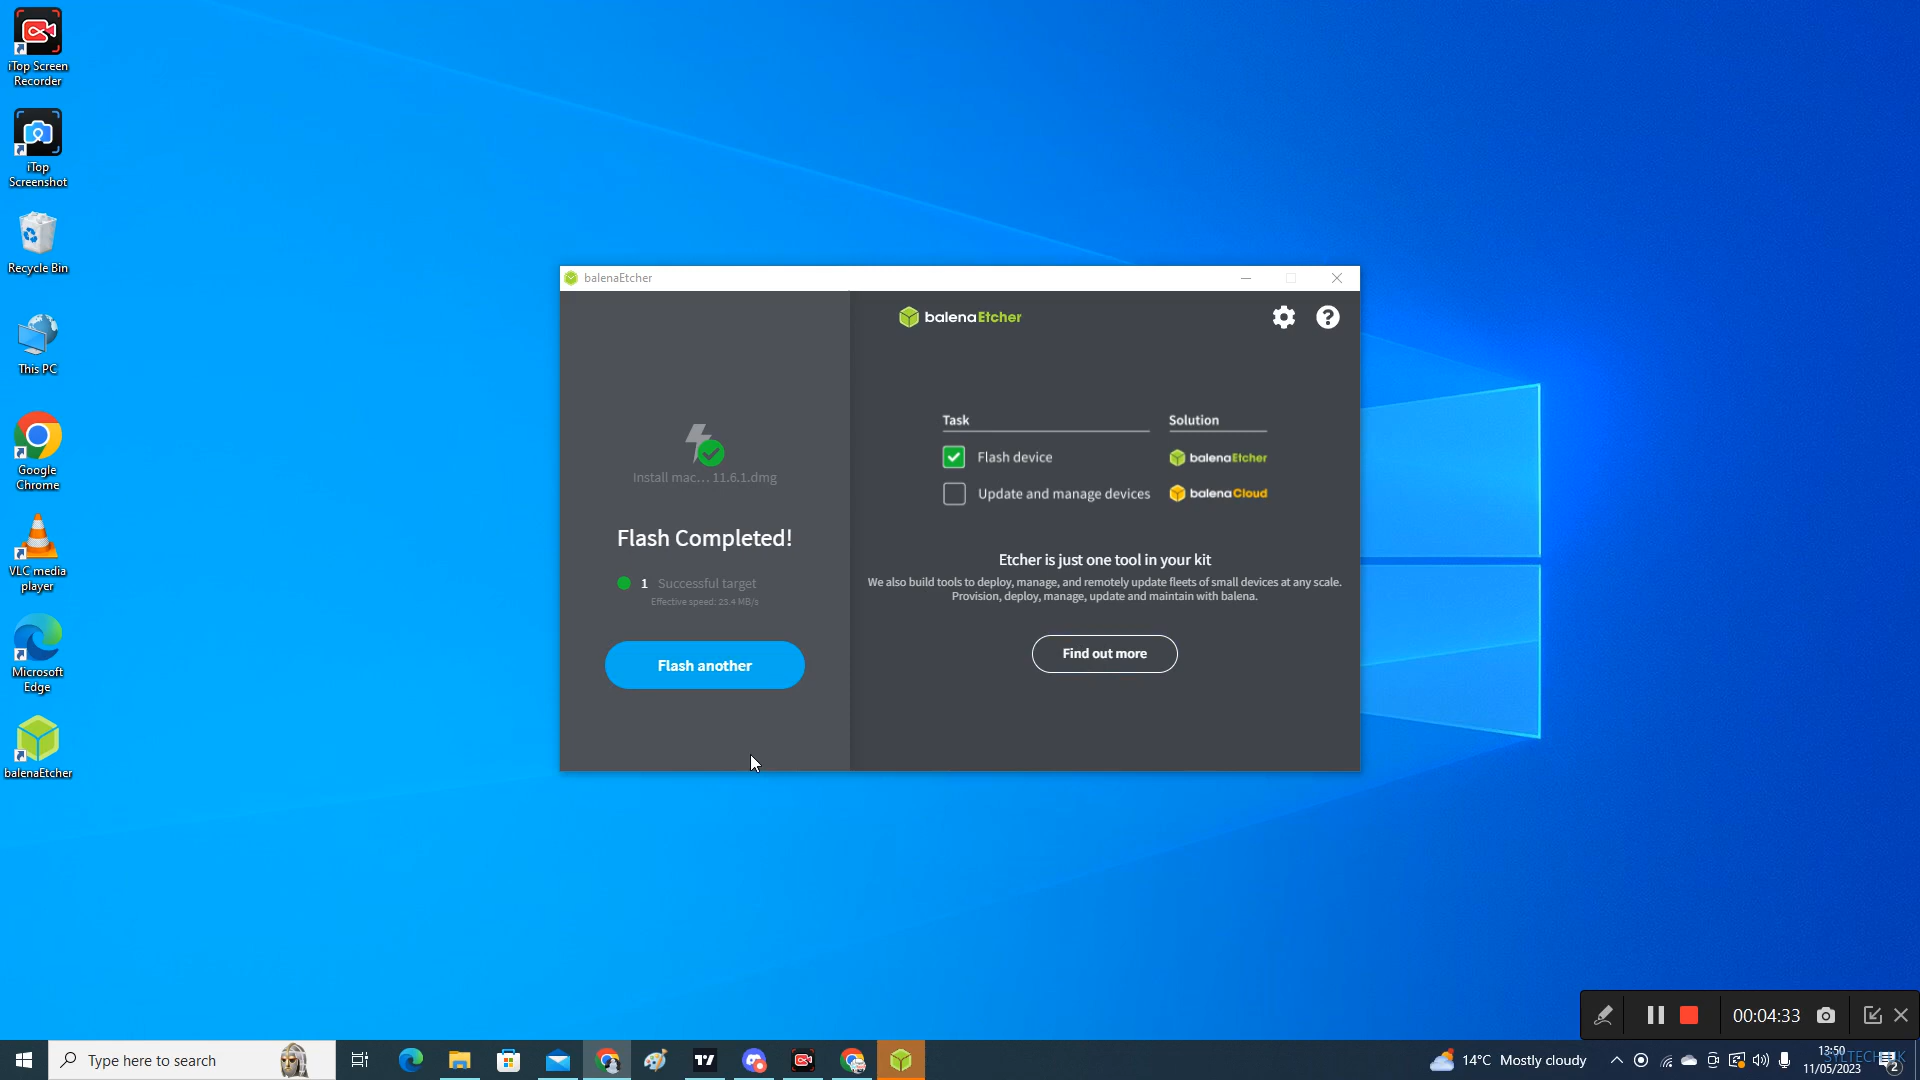 iTop Screen
Recorder
iTop
Screenshot
Recycle Bin
This PC
Google
Chrome
VLC media
player
Microsoft
Edge
balenaEtcher
balenaEtcher
balenaEtcher
Install mac... 11.6.1.dmg
Flash Completed!
1 Successful target
Effective speed: 23.4 MB/s
Flash another
Task Solution
Flash device balenaEtcher
Update and manage devices balenaCloud
Etcher is just one tool in your kit
We also build tools to deploy, manage, and remotely update fleets of small devices at any scale.
Provision, deploy, manage, update and maintain with balena.
Find out more
00:04:33
Type here to search
14°C Mostly cloudy
13:50
11/05/2023
2